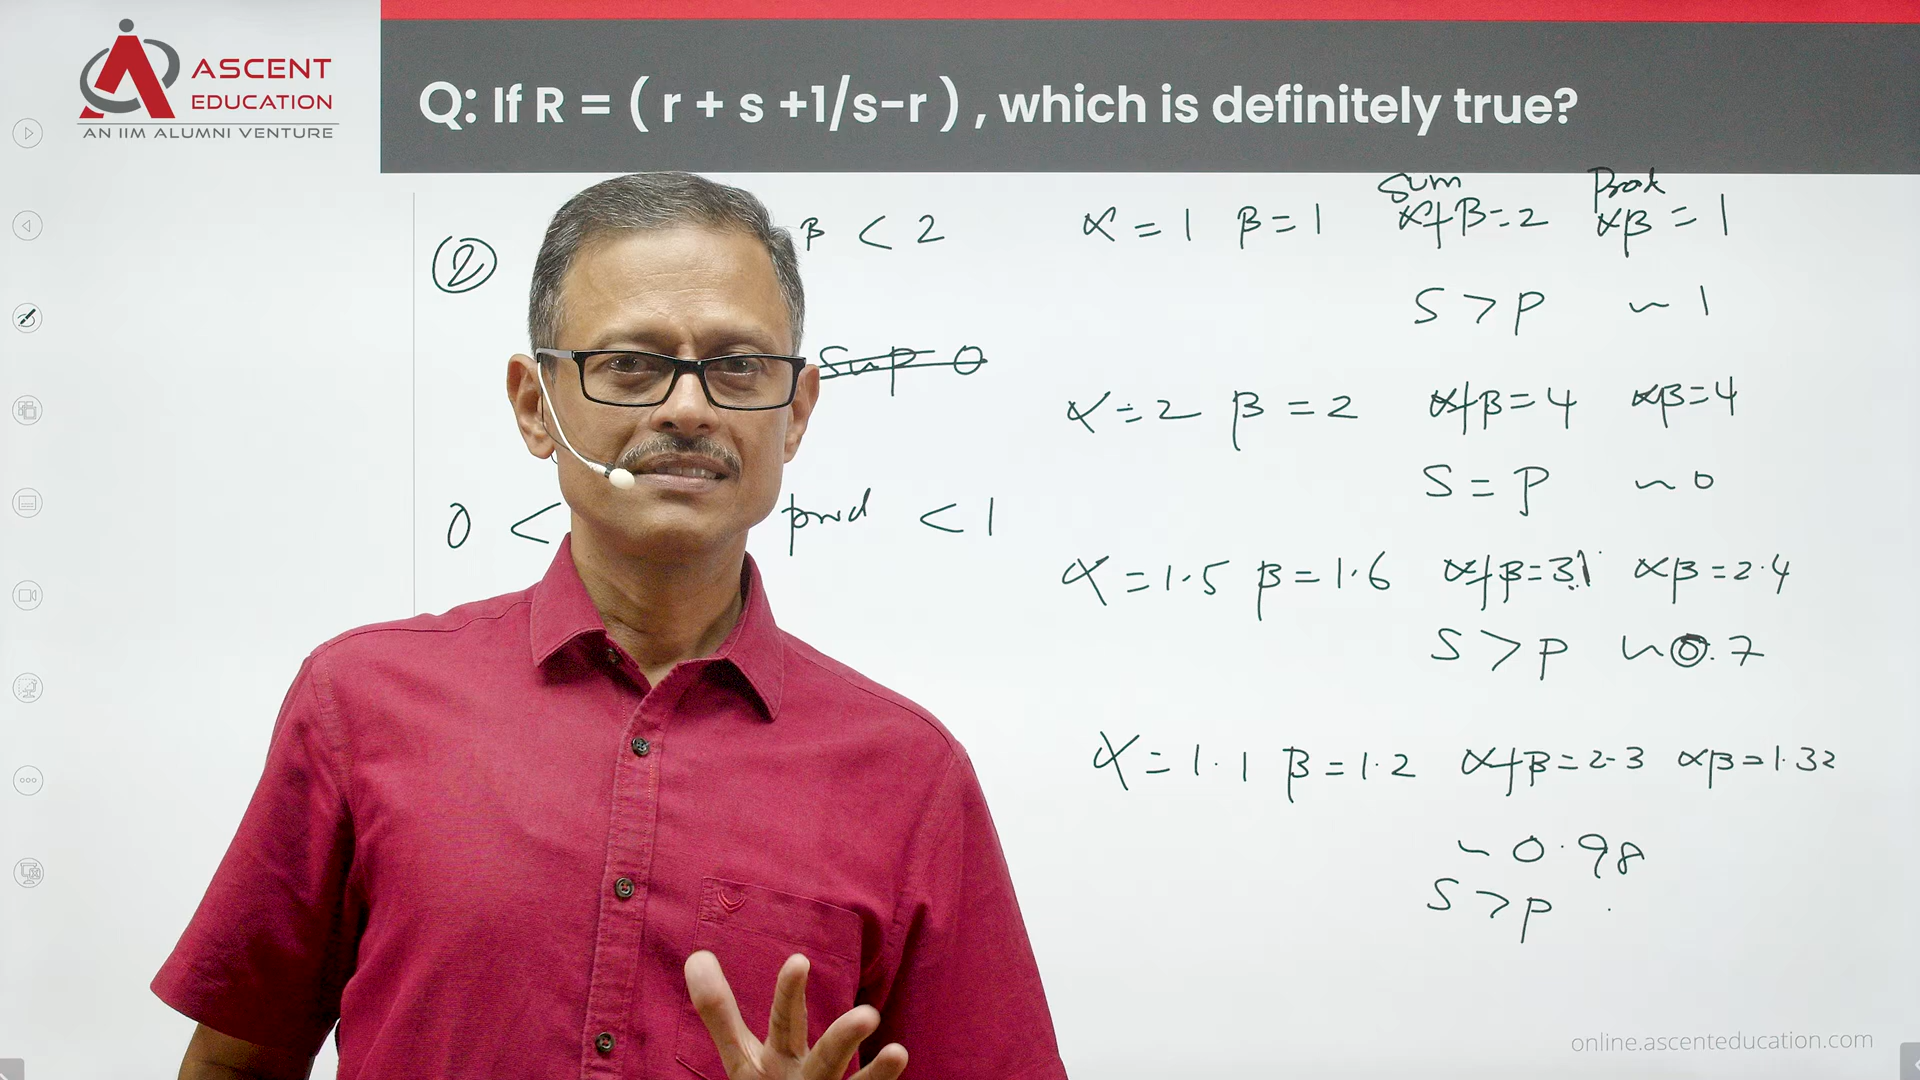 ASCENT
EDUCATION
AN IIM ALUMNI VENTURE
Q: If R = ( r + s +1/s–r ) , which is definitely true?
②
β < 2
0 <
prod < 1
Sum
α = 1 β = 1 α+β = 2 αβ = 1
S > P ~ 1
α = 2 β = 2 α+β = 4 αβ = 4
S = P ~ 0
α = 1.5 β = 1.6 α+β = 3.1 αβ = 2.4
S > P ~ 0.7
α = 1.1 β = 1.2 α+β = 2.3 αβ = 1.32
~ 0.98
S > P
online.ascenteducation.com